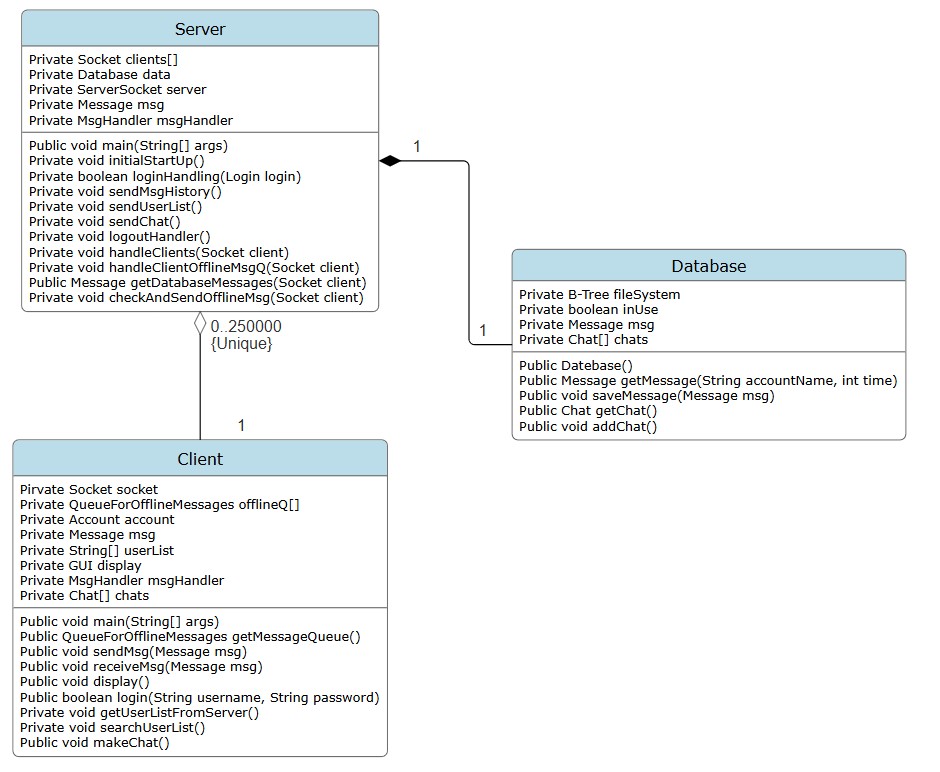 Server
Private Socket clients[]
Private Database data
Private ServerSocket server
Private Message msg
Private MsgHandler msgHandler
Public void main(String[] args)
Private void initialStartUp()
Private boolean loginHandling(Login login)
Private void sendMsgHistory()
Private void sendUserList()
Private void sendChat()
Private void logoutHandler()
Private void handleClients(Socket client)
Private void handleClientOfflineMsgQ(Socket client)
Public Message getDatabaseMessages(Socket client)
Private void checkAndSendOfflineMsg(Socket client)
1
1
Database
Private B-Tree fileSystem
Private boolean inUse
Private Message msg
Private Chat[] chats
Public Datebase()
Public Message getMessage(String accountName, int time)
Public void saveMessage(Message msg)
Public Chat getChat()
Public void addChat()
0..250000
{Unique}
1
Client
Pirvate Socket socket
Private QueueForOfflineMessages offlineQ[]
Private Account account
Private Message msg
Private String[] userList
Private GUI display
Private MsgHandler msgHandler
Private Chat[] chats
Public void main(String[] args)
Public QueueForOfflineMessages getMessageQueue()
Public void sendMsg(Message msg)
Public void receiveMsg(Message msg)
Public void display()
Public boolean login(String username, String password)
Private void getUserListFromServer()
Private void searchUserList()
Public void makeChat()